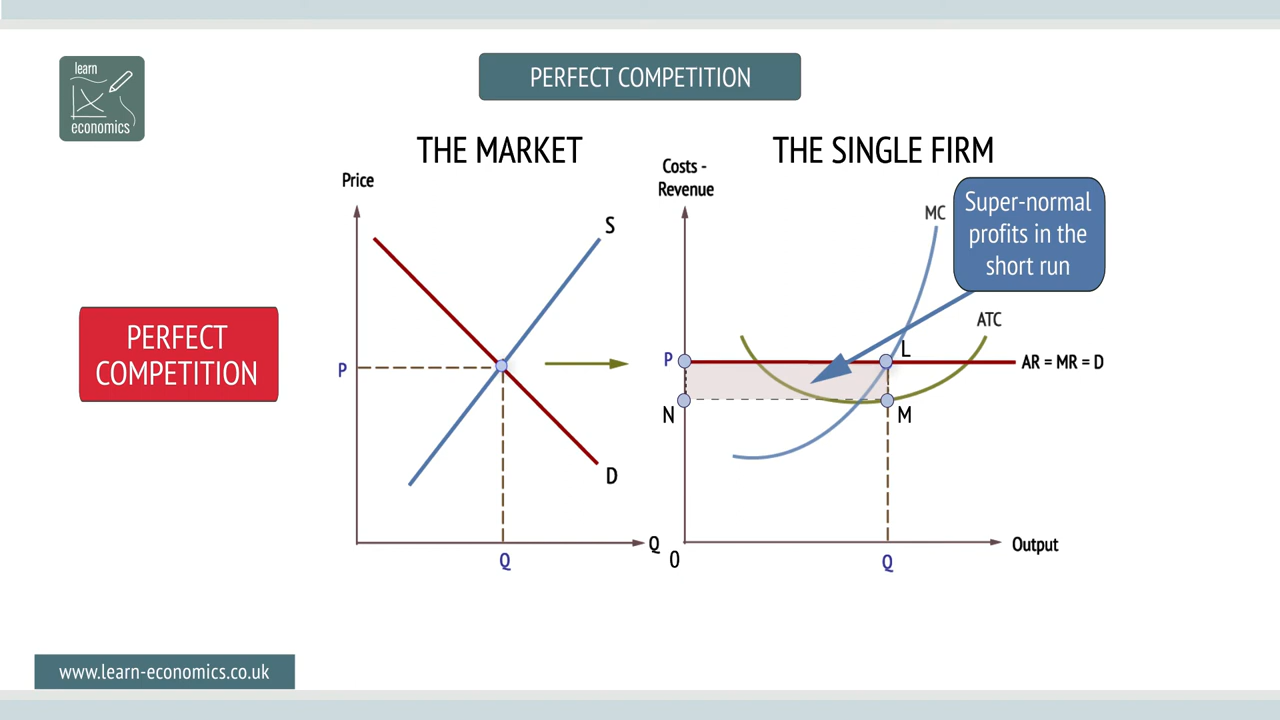 learn
economics
PERFECT COMPETITION
THE MARKET
THE SINGLE FIRM
PERFECT
COMPETITION
Price
S
P
D
Q
Q
Costs -
Revenue
MC
Super-normal
profits in the
short run
ATC
P
L
AR = MR = D
N
M
0
Q
Output
www.learn-economics.co.uk